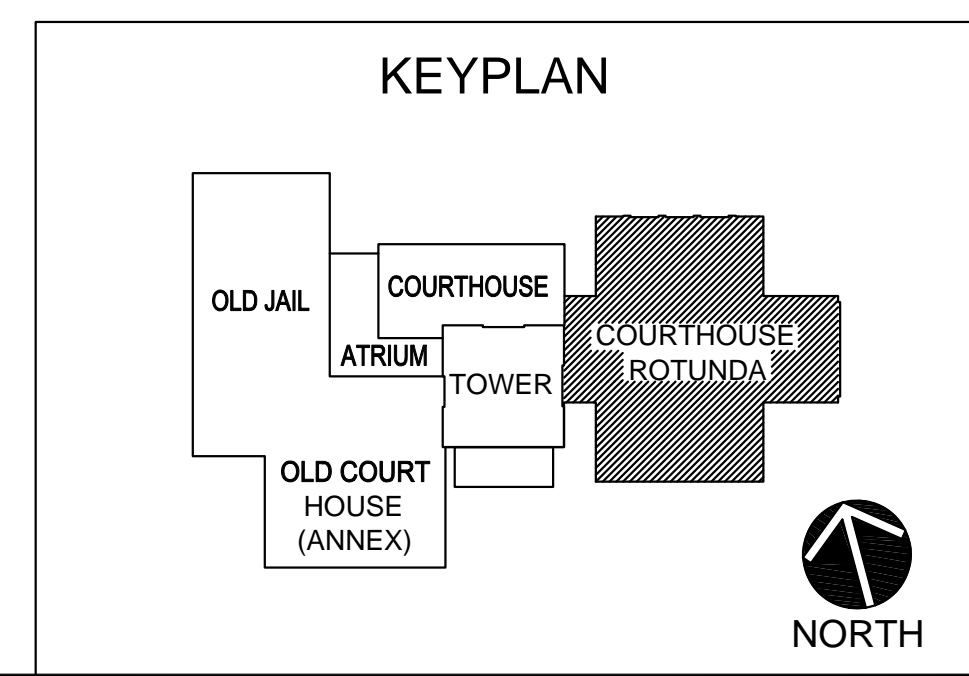 KEYPLAN
OLD JAIL
COURTHOUSE
ATRIUM
TOWER
COURTHOUSE
ROTUNDA
OLD COURT
HOUSE
(ANNEX)
NORTH